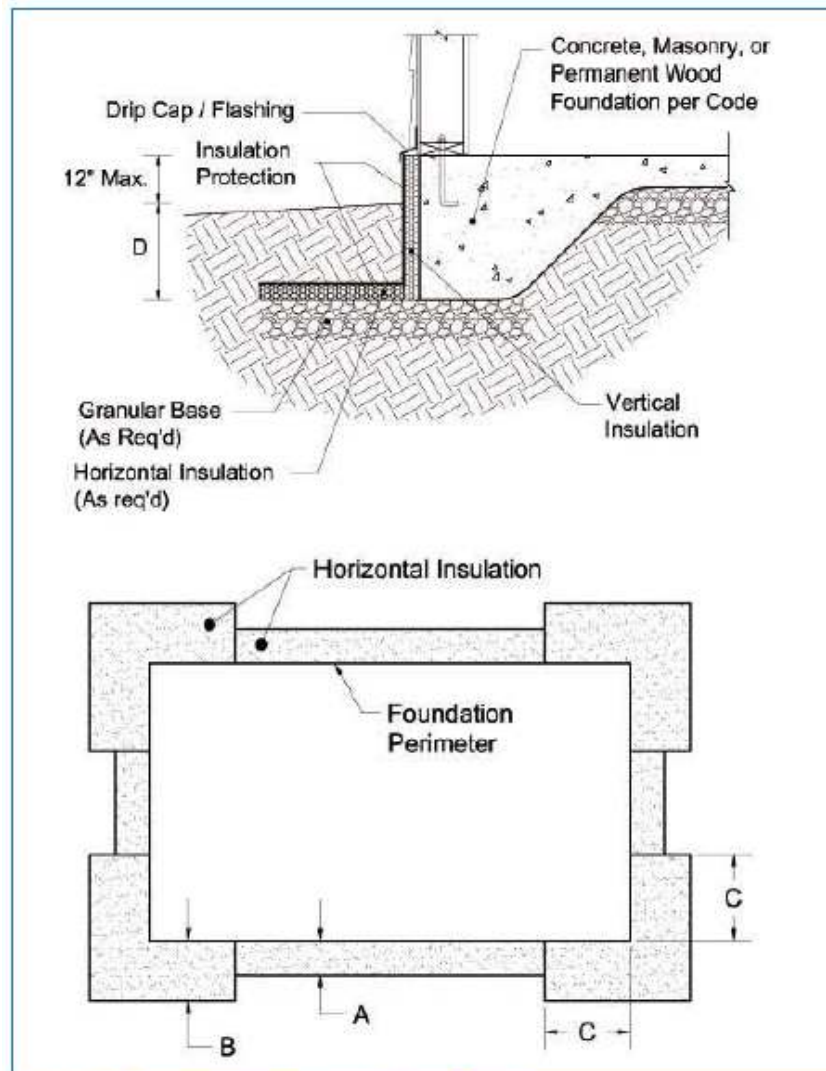 Concrete, Masonry, or
Permanent Wood
Foundation per Code
Drip Cap / Flashing
Insulation
Protection
12" Max.
D
Granular Base
(As Req'd)
Horizontal Insulation
(As req'd)
Vertical
Insulation
Horizontal Insulation
Foundation
Perimeter
C
A
B
C